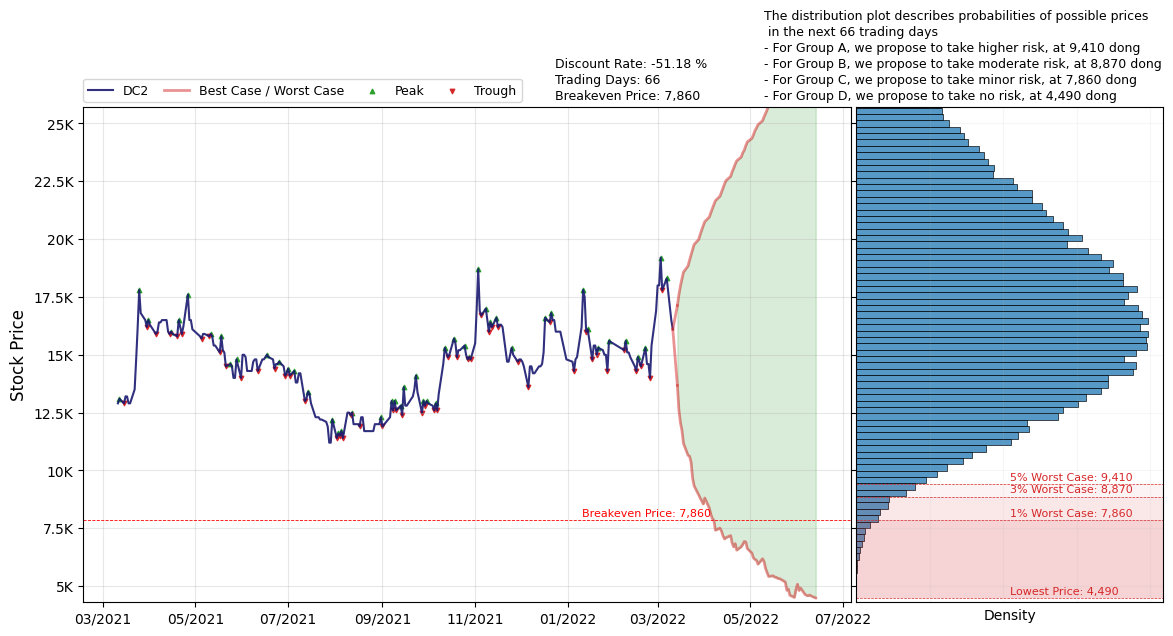 The distribution plot describes probabilities of possible prices
in the next 66 trading days
- For Group A, we propose to take higher risk, at 9,410 dong
- For Group B, we propose to take moderate risk, at 8,870 dong
- For Group C, we propose to take minor risk, at 7,860 dong
- For Group D, we propose to take no risk, at 4,490 dong
Discount Rate: -51.18 %
Trading Days: 66
Breakeven Price: 7,860
DC2
Best Case / Worst Case
Peak
Trough
Stock Price
25K
22.5K
20K
17.5K
15K
12.5K
10K
7.5K
5K
Breakeven Price: 7,860
5% Worst Case: 9,410
3% Worst Case: 8,870
1% Worst Case: 7,860
Lowest Price: 4,490
03/2021
05/2021
07/2021
09/2021
11/2021
01/2022
03/2022
05/2022
07/2022
Density